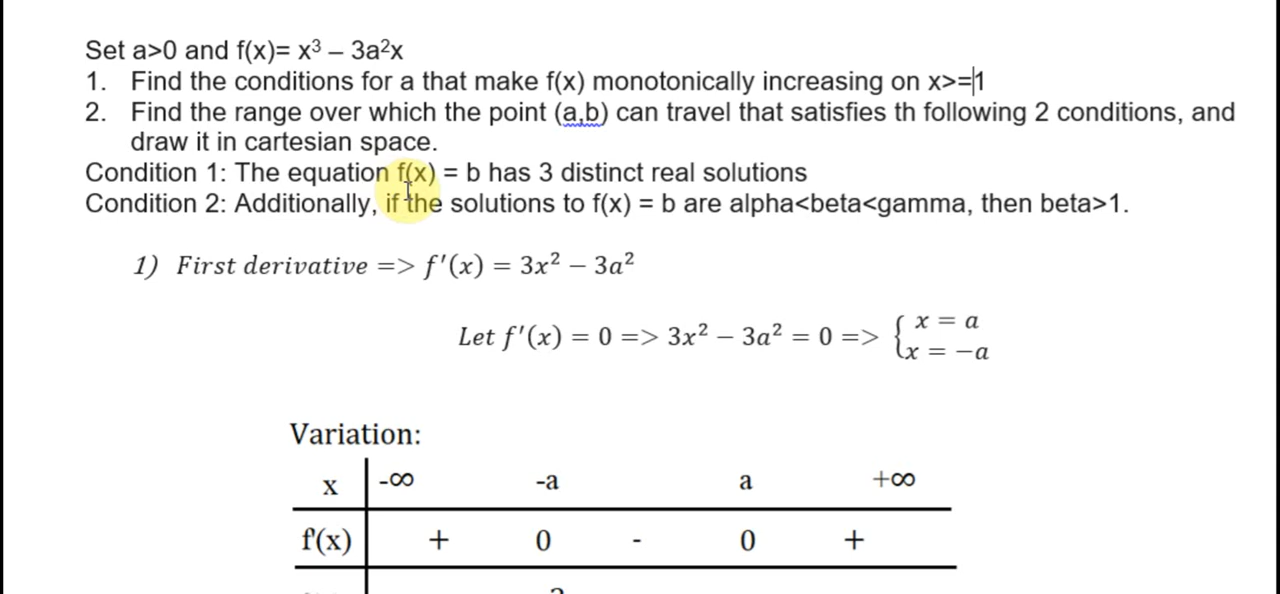 Set a>0 and f(x)= x³ – 3a²x
1. Find the conditions for a that make f(x) monotonically increasing on x>=1
2. Find the range over which the point (a,b) can travel that satisfies th following 2 conditions, and
draw it in cartesian space.
Condition 1: The equation f(x) = b has 3 distinct real solutions
Condition 2: Additionally, if the solutions to f(x) = b are alpha<beta<gamma, then beta>1.
1) First derivative => f'(x) = 3x² − 3a²
Let f'(x) = 0 => 3x² − 3a² = 0 => { x = a
x = −a
Variation:
x -∞ -a a +∞
f'(x) + 0 - 0 +